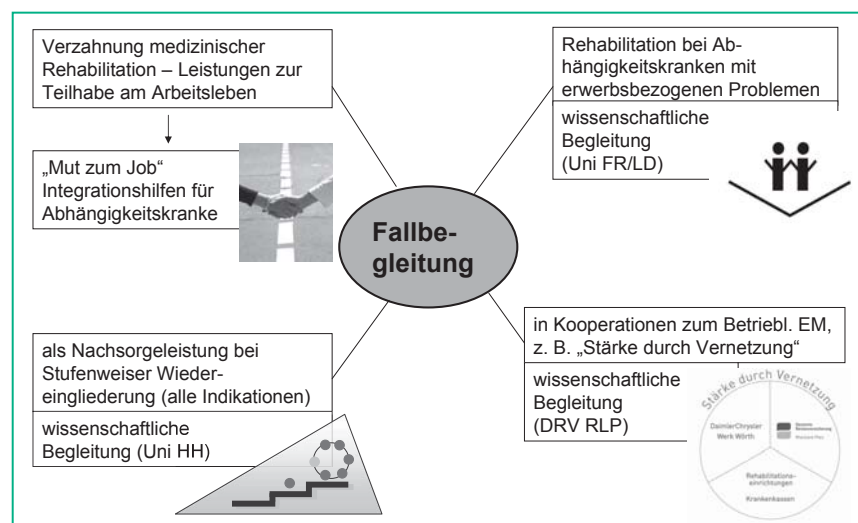 Verzahnung medizinischer
Rehabilitation – Leistungen zur
Teilhabe am Arbeitsleben
„Mut zum Job“
Integrationshilfen für
Abhängigkeitskranke
Rehabilitation bei Ab-
hängigkeitskranken mit
erwerbsbezogenen Problemen
wissenschaftliche
Begleitung
(Uni FR/LD)
Fallbe-
gleitung
als Nachsorgeleistung bei
Stufenweiser Wieder-
eingliederung (alle Indikationen)
wissenschaftliche
Begleitung (Uni HH)
in Kooperationen zum Betriebl. EM,
z. B. „Stärke durch Vernetzung“
wissenschaftliche
Begleitung
(DRV RLP)
Stärke durch Vernetzung
DaimlerChrysler
Werk Wörth
Rehabilitations-
einrichtungen
Krankenkassen